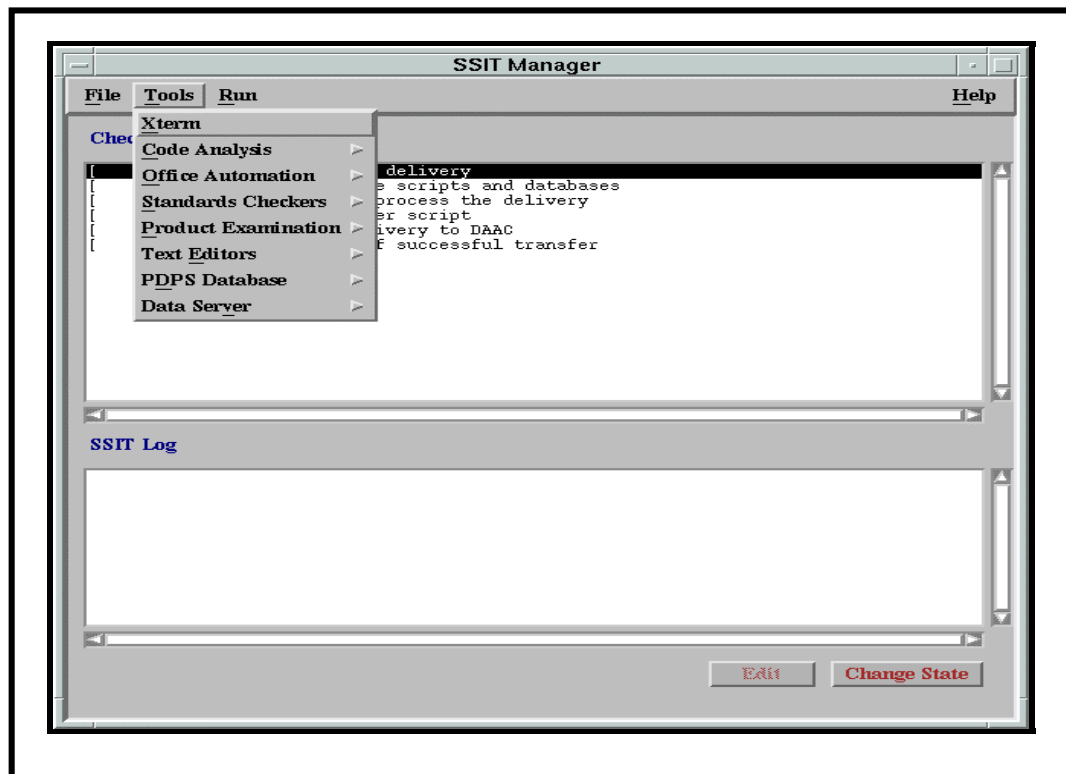 SSIT Manager
File Tools Run Help
Xterm
Code Analysis
Office Automation
Standards Checkers
Product Examination
Text Editors
PDPS Database
Data Server
[ delivery
[ scripts and databases
[ process the delivery
[ script
[ to DAAC
[ successful transfer
SSIT Log
Edit Change State